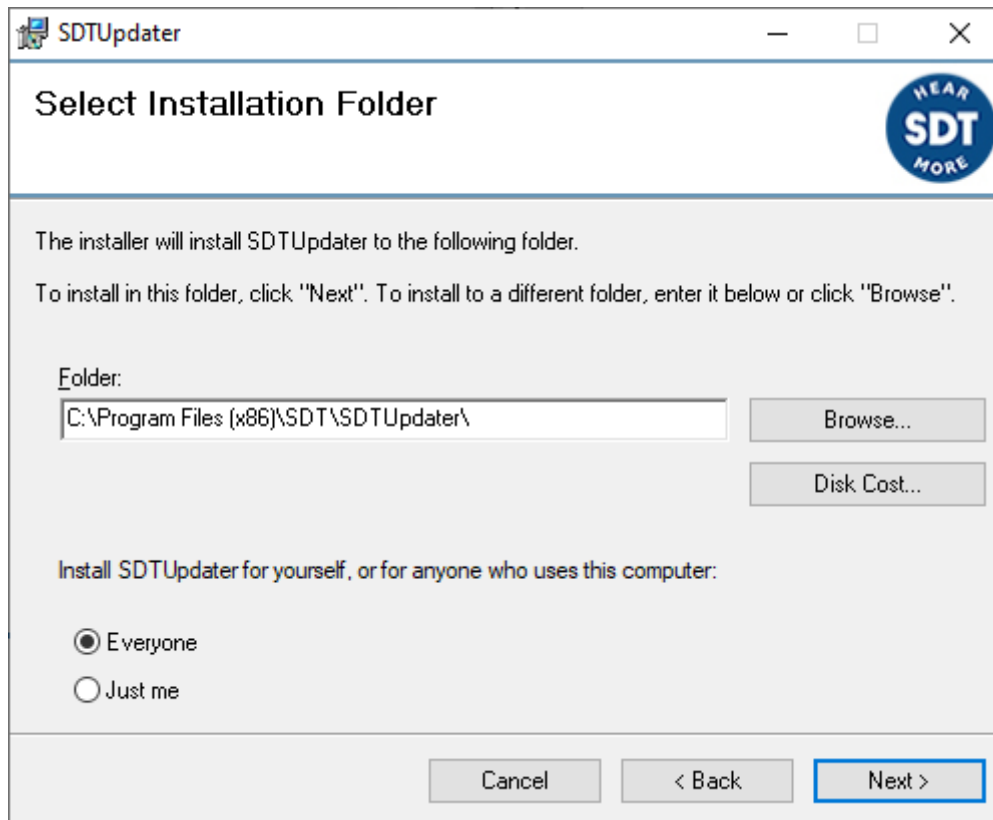 SDTUpdater
Select Installation Folder
HEAR
SDT
MORE
The installer will install SDTUpdater to the following folder.
To install in this folder, click "Next". To install to a different folder, enter it below or click "Browse".
Folder:
C:\Program Files (x86)\SDT\SDTUpdater\
Browse...
Disk Cost...
Install SDTUpdater for yourself, or for anyone who uses this computer:
Everyone
Just me
Cancel
< Back
Next >